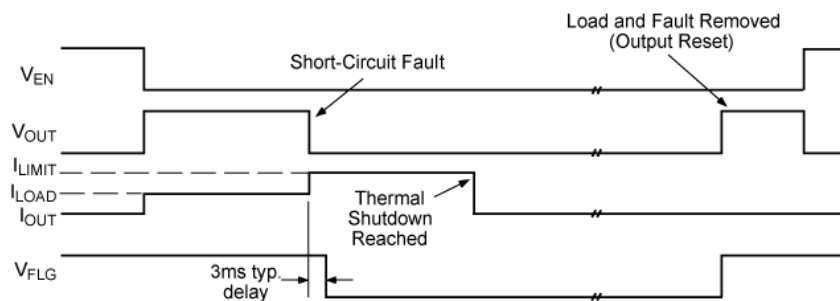 Load and Fault Removed
(Output Reset)
VEN
Short-Circuit Fault
VOUT
ILIMIT
ILOAD
IOUT
Thermal
Shutdown
Reached
VFLG
3ms typ.
delay